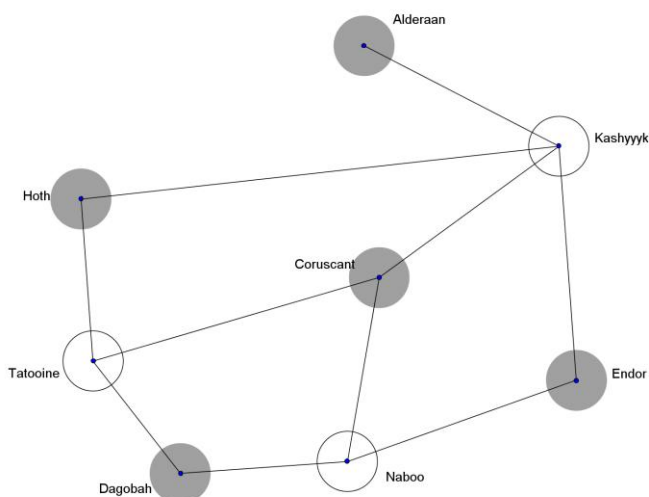 Alderaan
Kashyyyk
Hoth
Coruscant
Tatooine
Endor
Naboo
Dagobah